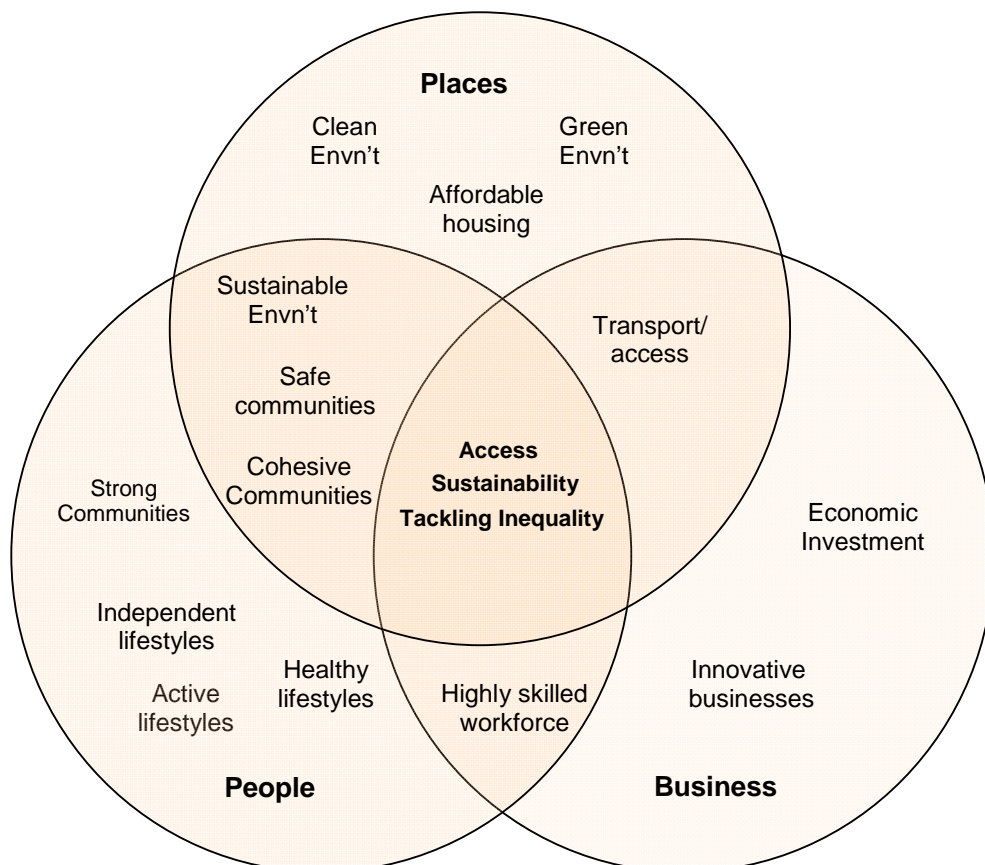 Places
Clean
Envn’t
Green
Envn’t
Affordable
housing
Sustainable
Envn’t
Transport/
access
Safe
communities
Access
Sustainability
Tackling Inequality
Cohesive
Communities
Strong
Communities
Economic
Investment
Independent
lifestyles
Healthy
lifestyles
Active
lifestyles
Highly skilled
workforce
Innovative
businesses
People
Business